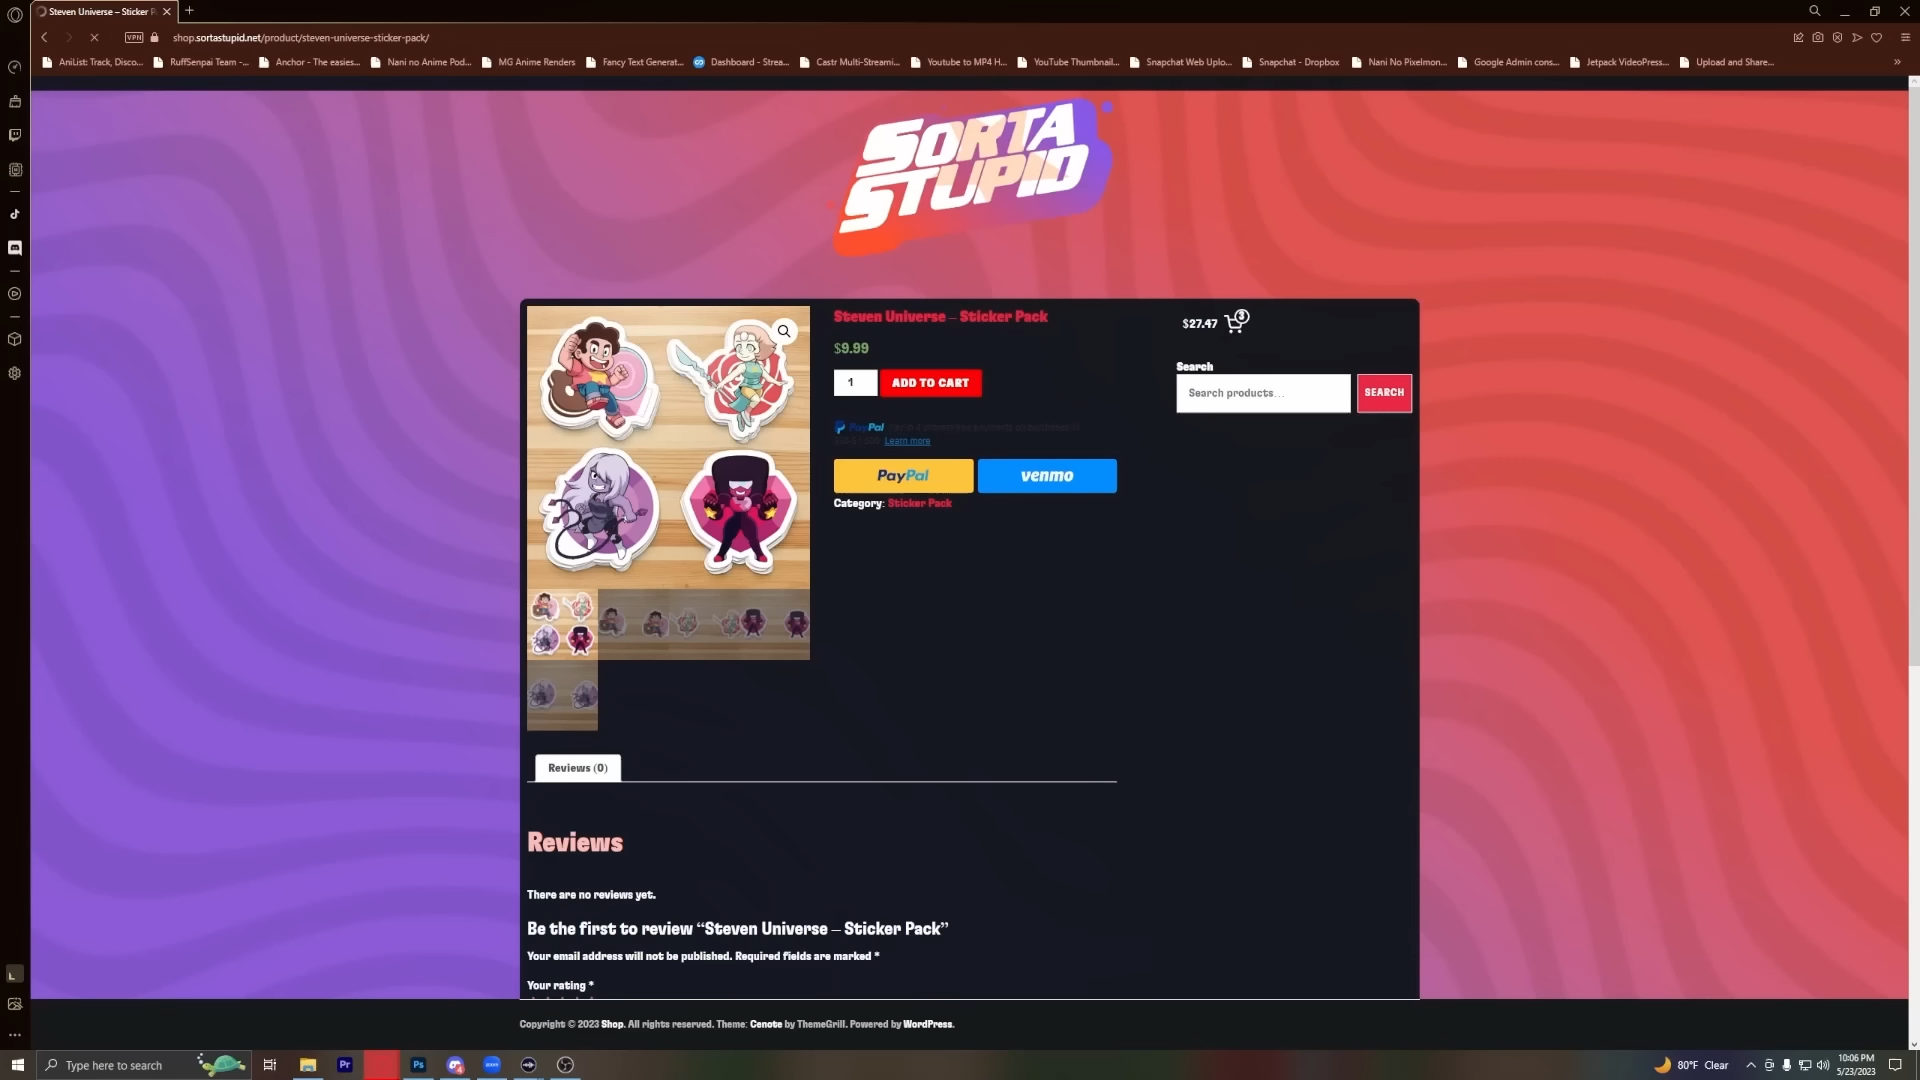 Steven Universe – Sticker P
VPN
shop.sortastupid.net/product/steven-universe-sticker-pack/
AniList: Track, Disco...
RuffSenpai Team -...
Anchor - The easies...
Nani no Anime Pod...
MG Anime Renders
Fancy Text Generat...
Dashboard - Strea...
Castr Multi-Streami...
Youtube to MP4 H...
YouTube Thumbnail...
Snapchat Web Uplo...
Snapchat - Dropbox
Nani No Pixelmon...
Google Admin cons...
Jetpack VideoPress...
Upload and Share...
»
SORTA
STUPID
Steven Universe – Sticker Pack
$9.99
1
ADD TO CART
PayPal
Learn more
PayPal
venmo
Category: Sticker Pack
$27.47
3
Search
Search products...
SEARCH
Reviews (0)
Reviews
There are no reviews yet.
Be the first to review “Steven Universe – Sticker Pack”
Your email address will not be published. Required fields are marked *
Your rating *
Copyright © 2023 Shop. All rights reserved. Theme: Cenote by ThemeGrill. Powered by WordPress.
Type here to search
Pr
Ps
zoom
80°F Clear
10:06 PM
5/23/2023